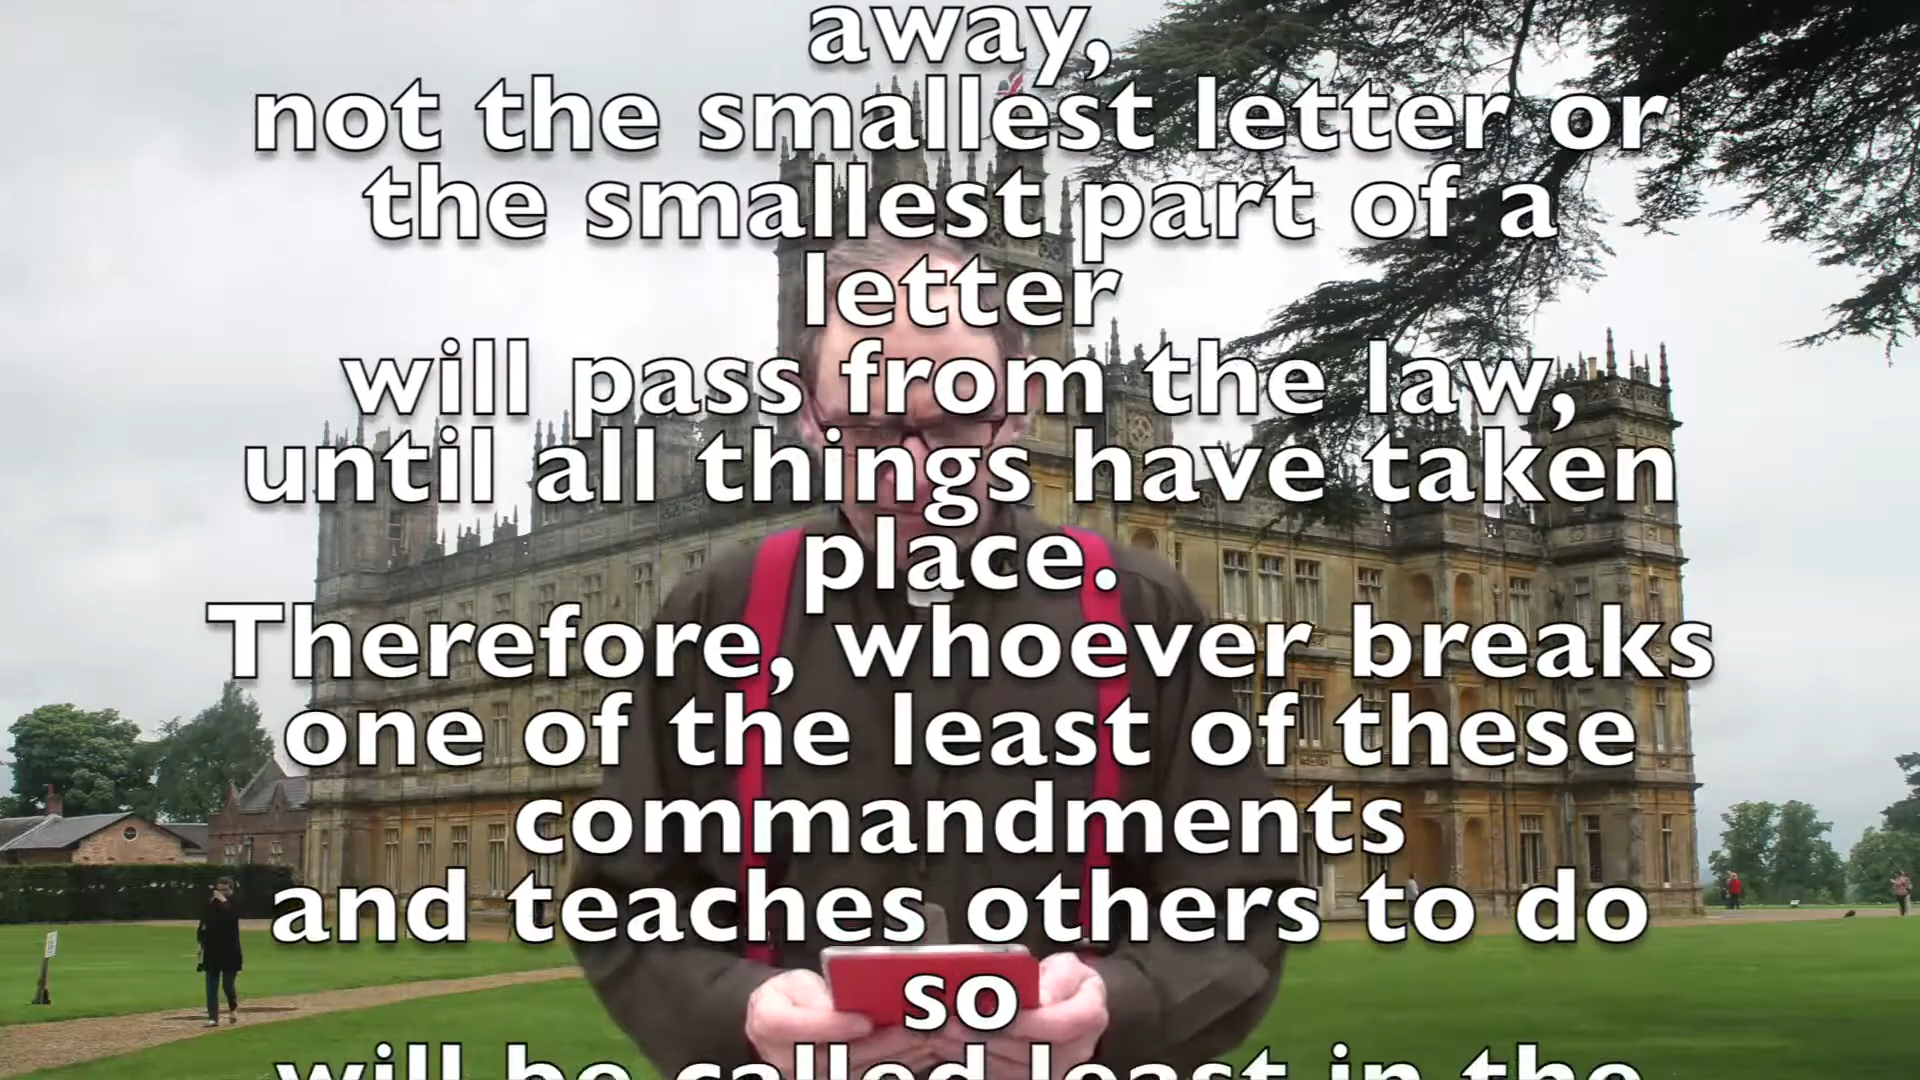 away,
not the smallest letter or
the smallest part of a
letter
will pass from the law,
until all things have taken
place.
Therefore, whoever breaks
one of the least of these
commandments
and teaches others to do
so
will be called least in the